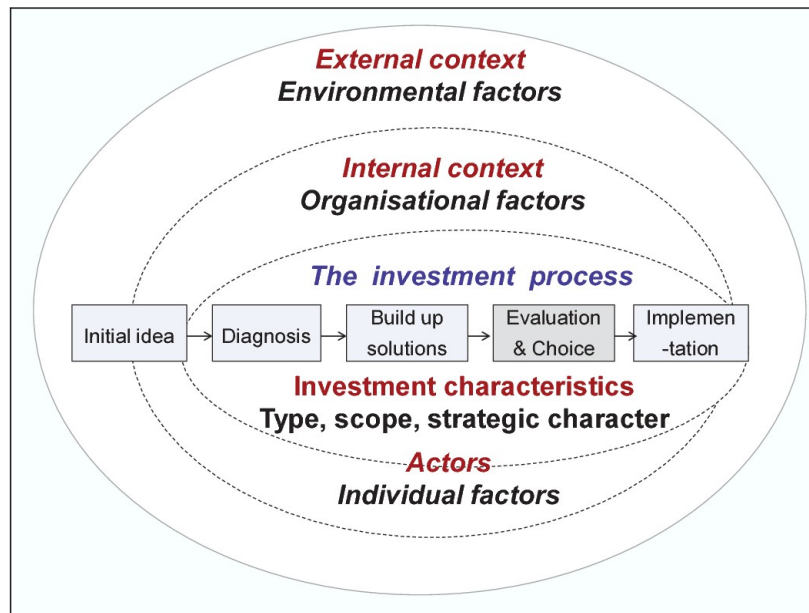 External context
Environmental factors
Internal context
Organisational factors
The investment process
Initial idea
Diagnosis
Build up
solutions
Evaluation
& Choice
Implemen
-tation
Investment characteristics
Type, scope, strategic character
Actors
Individual factors